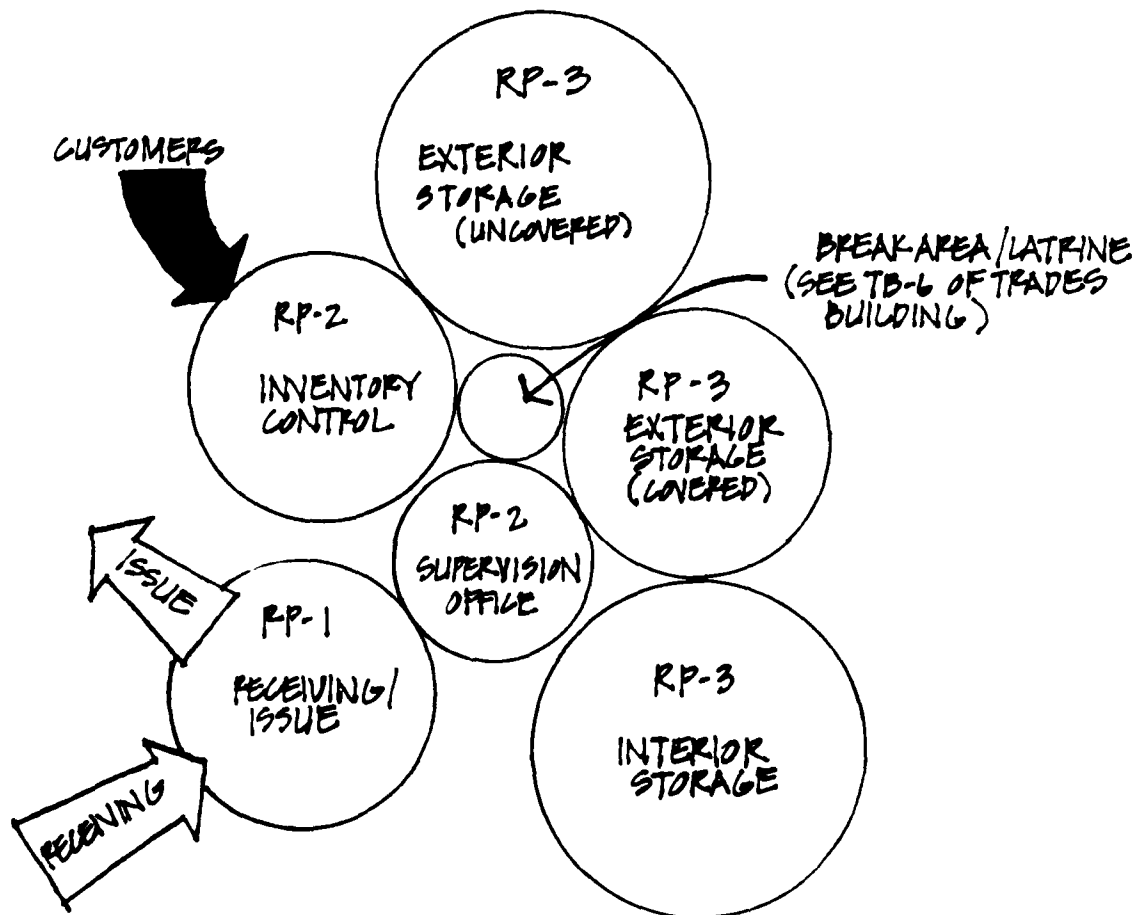 RP-3
EXTERIOR
STORAGE
(UNCOVERED)
CUSTOMERS
BREAK AREA/LATRINE
(SEE TB-6 OF TRADES
BUILDING)
RP-2
INVENTORY
CONTROL
RP-3
EXTERIOR
STORAGE
(COVERED)
RP-2
SUPERVISION
OFFICE
ISSUE
RP-1
RECEIVING/
ISSUE
RECEIVING
RP-3
INTERIOR
STORAGE